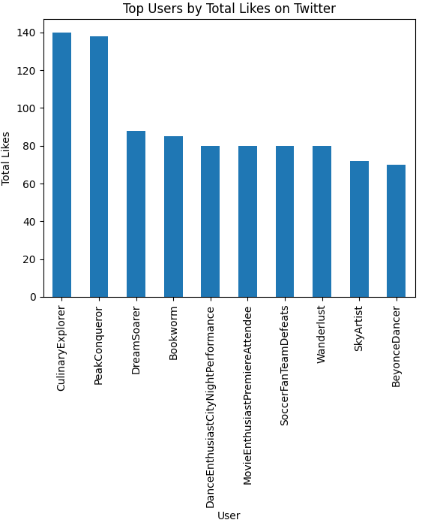 Top Users by Total Likes on Twitter
Total Likes
140
120
100
80
60
40
20
0
CulinaryExplorer
PeakConqueror
DreamSoarer
Bookworm
DanceEnthusiastCityNightPerformance
MovieEnthusiastPremiereAttendee
SoccerFanTeamDefeats
Wanderlust
SkyArtist
BeyonceDancer
User